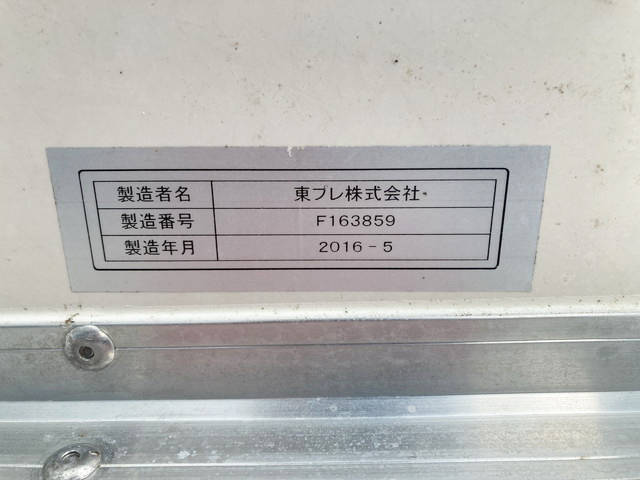 製造者名 東プレ株式会社
製造番号 F163859
製造年月 2016-5